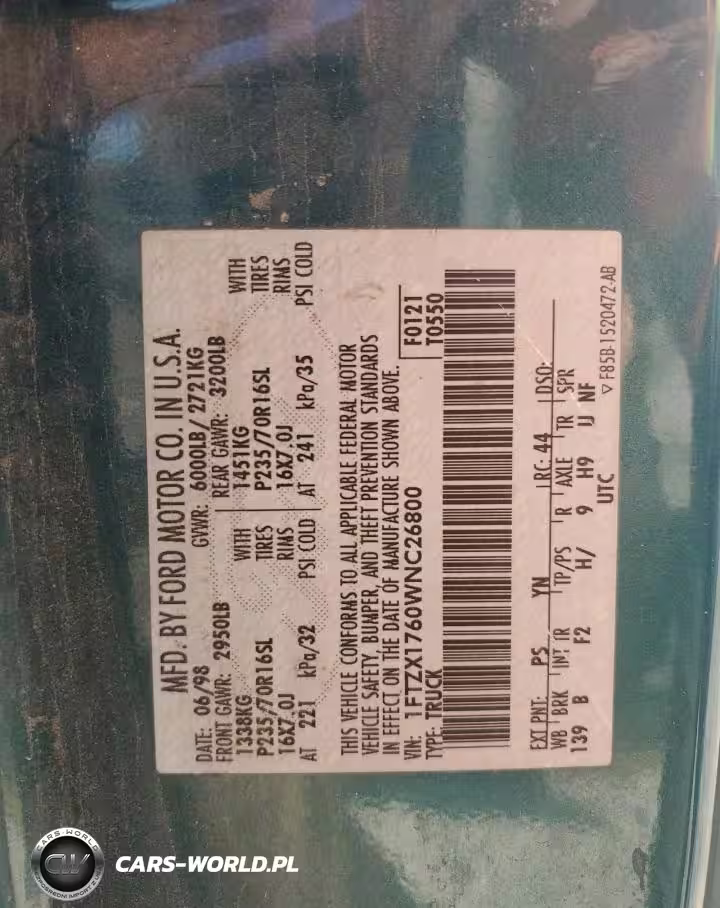 MFD. BY FORD MOTOR CO. IN U.S.A.
DATE: 06/98 GVWR: 6000LB/ 2721KG
FRONT GAWR: 2950LB REAR GAWR: 3200LB
1338KG WITH 1451KG WITH
P235/70R16SL TIRES P235/70R16SL TIRES
16X7.0J RIMS 16X7.0J RIMS
AT 221 kPa/32 PSI COLD AT 241 kPa/35 PSI COLD
THIS VEHICLE CONFORMS TO ALL APPLICABLE FEDERAL MOTOR
VEHICLE SAFETY, BUMPER, AND THEFT PREVENTION STANDARDS
IN EFFECT ON THE DATE OF MANUFACTURE SHOWN ABOVE.
VIN: 1FTZX1760WNC26800 F0121
TYPE: TRUCK T0550
EXT PNT: PS YN RC: 44 DSO:
WB BRK INT TR TP/PS R AXLE TR SPR
139 B F2 H/ 9 H9 U NF
UTC
▽ F85B-1520472-AB
CARS-WORLD
CW
CARS-WORLD.PL